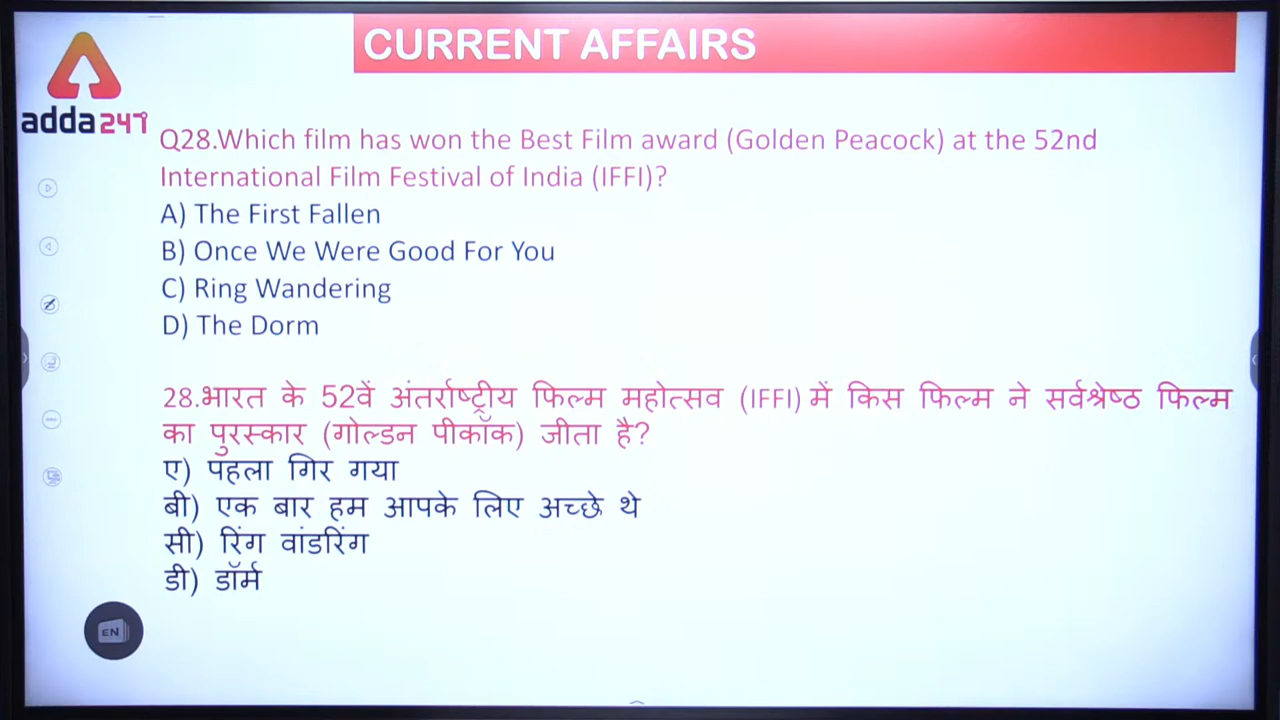 CURRENT AFFAIRS
adda247
Q28.Which film has won the Best Film award (Golden Peacock) at the 52nd
International Film Festival of India (IFFI)?
A) The First Fallen
B) Once We Were Good For You
C) Ring Wandering
D) The Dorm
28.भारत के 52वें अंतर्राष्ट्रीय फिल्म महोत्सव (IFFI) में किस फिल्म ने सर्वश्रेष्ठ फिल्म
का पुरस्कार (गोल्डन पीकॉक) जीता है?
ए) पहला गिर गया
बी) एक बार हम आपके लिए अच्छे थे
सी) रिंग वांडरिंग
डी) डॉर्म
EN